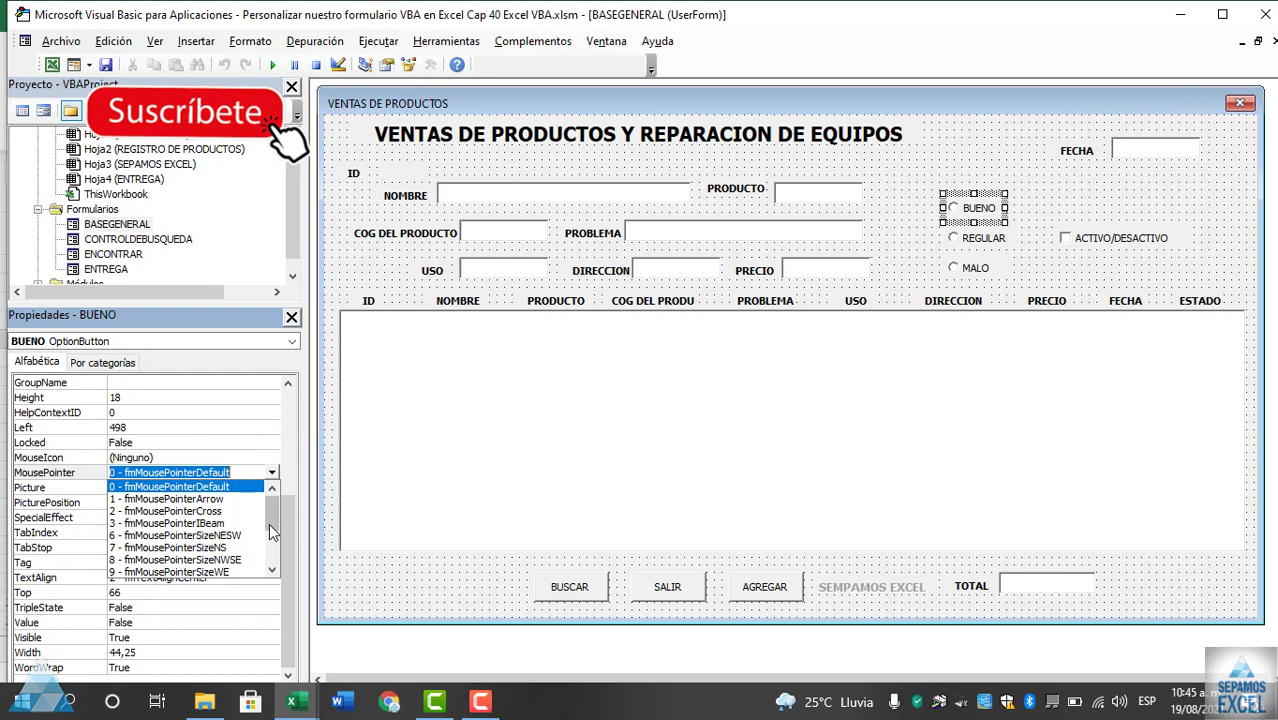 Microsoft Visual Basic para Aplicaciones - Personalizar nuestro formulario VBA en Excel Cap 40 Excel VBA.xlsm - [BASEGENERAL (UserForm)]
Archivo Edición Ver Insertar Formato Depuración Ejecutar Herramientas Complementos Ventana Ayuda
Proyecto - VBAProject
Suscríbete
Hoja2 (REGISTRO DE PRODUCTOS)
Hoja3 (SEPAMOS EXCEL)
Hoja4 (ENTREGA)
ThisWorkbook
Formularios
BASEGENERAL
CONTROLDEBUSQUEDA
ENCONTRAR
ENTREGA
Módulos
Propiedades - BUENO
BUENO OptionButton
Alfabética Por categorías
GroupName
Height 18
HelpContextID 0
Left 498
Locked False
MouseIcon (Ninguno)
MousePointer 0 - fmMousePointerDefault
Picture 0 - fmMousePointerDefault
1 - fmMousePointerArrow
PicturePosition 2 - fmMousePointerCross
SpecialEffect 3 - fmMousePointerIBeam
TabIndex 6 - fmMousePointerSizeNESW
TabStop 7 - fmMousePointerSizeNS
Tag 8 - fmMousePointerSizeNWSE
9 - fmMousePointerSizeWE
TextAlign 2 - fmTextAlignCenter
Top 66
TripleState False
Value False
Visible True
Width 44,25
WordWrap True
VENTAS DE PRODUCTOS
VENTAS DE PRODUCTOS Y REPARACION DE EQUIPOS
FECHA
ID
NOMBRE PRODUCTO BUENO
COG DEL PRODUCTO PROBLEMA REGULAR ACTIVO/DESACTIVO
USO DIRECCION PRECIO MALO
ID NOMBRE PRODUCTO COG DEL PRODU PROBLEMA USO DIRECCION PRECIO FECHA ESTADO
BUSCAR SALIR AGREGAR SEMPAMOS EXCEL TOTAL
25°C Lluvia ESP 10:45 a. m.
SEPAMOS
EXCEL